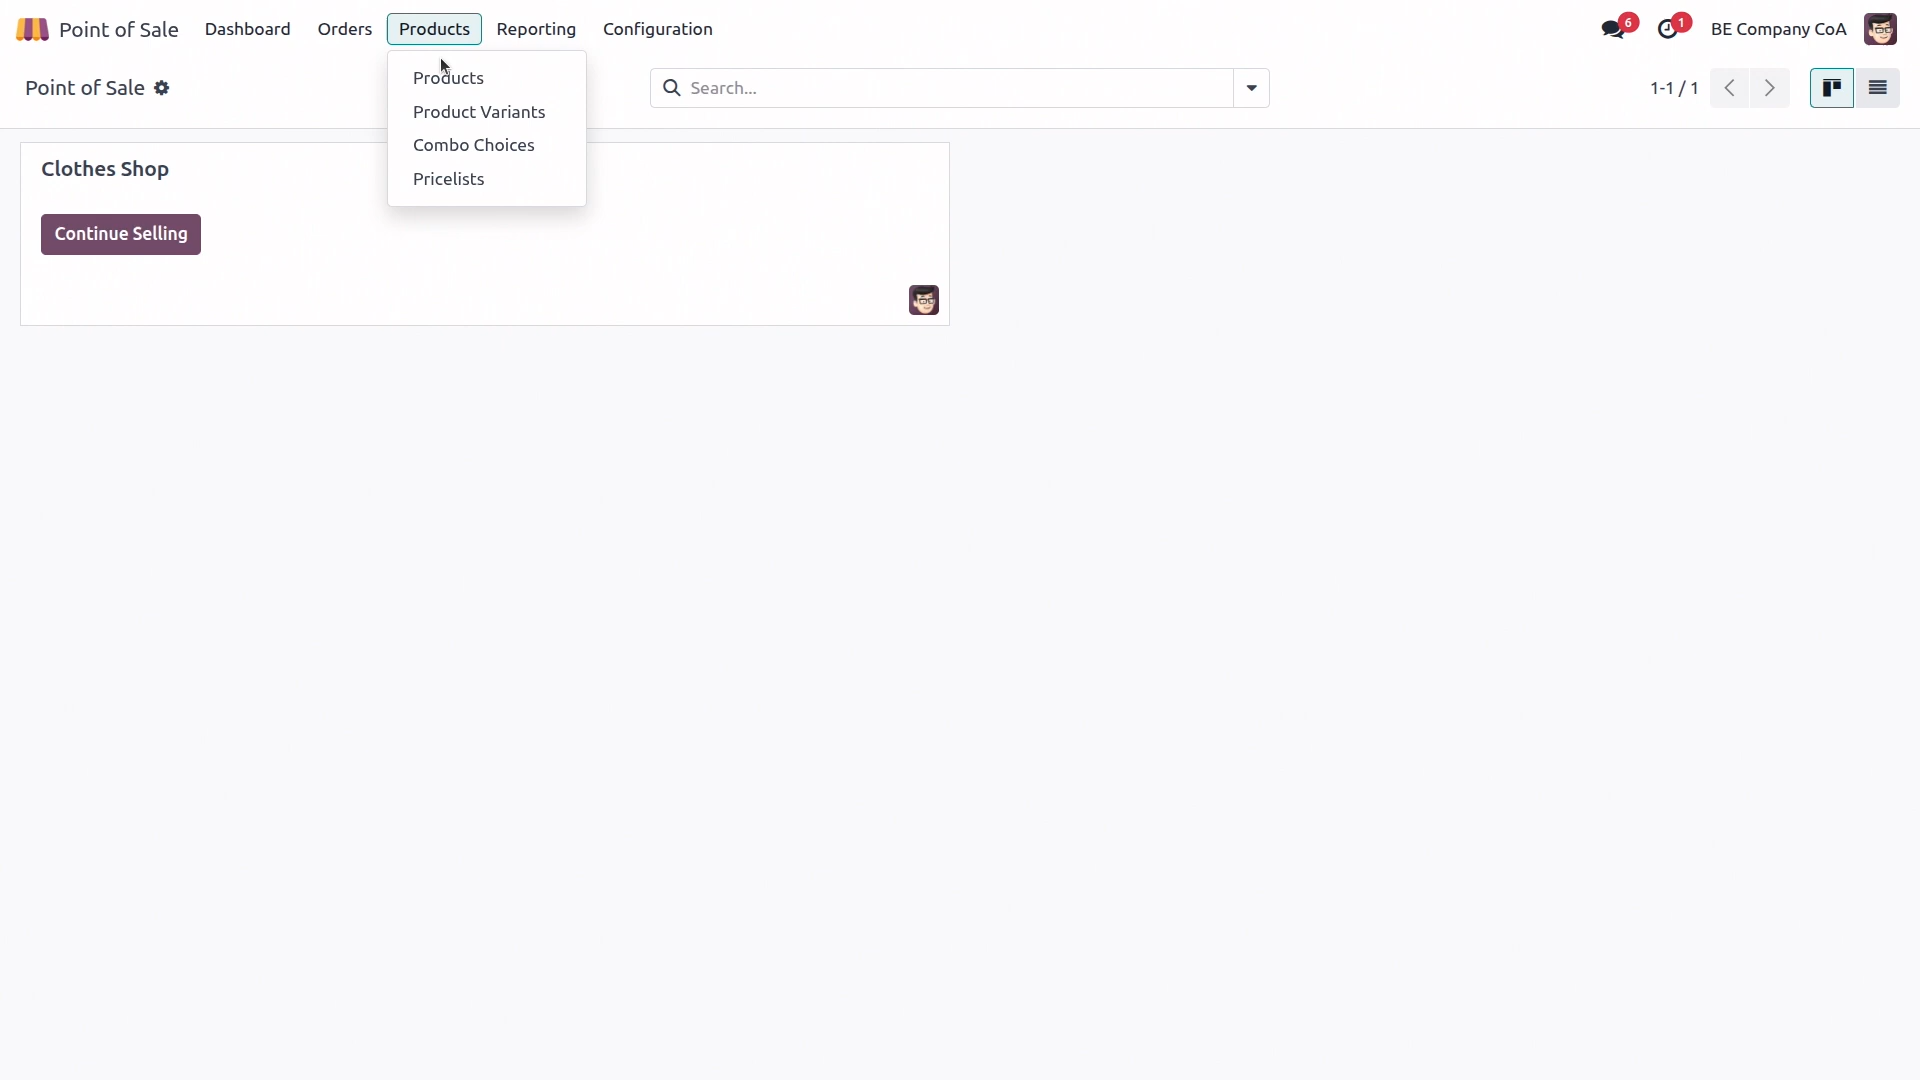 Point of Sale Dashboard Orders Products Reporting Configuration 6 1 BE Company CoA
Point of Sale Search... 1-1 / 1
Products
Product Variants
Combo Choices
Pricelists
Clothes Shop
Continue Selling